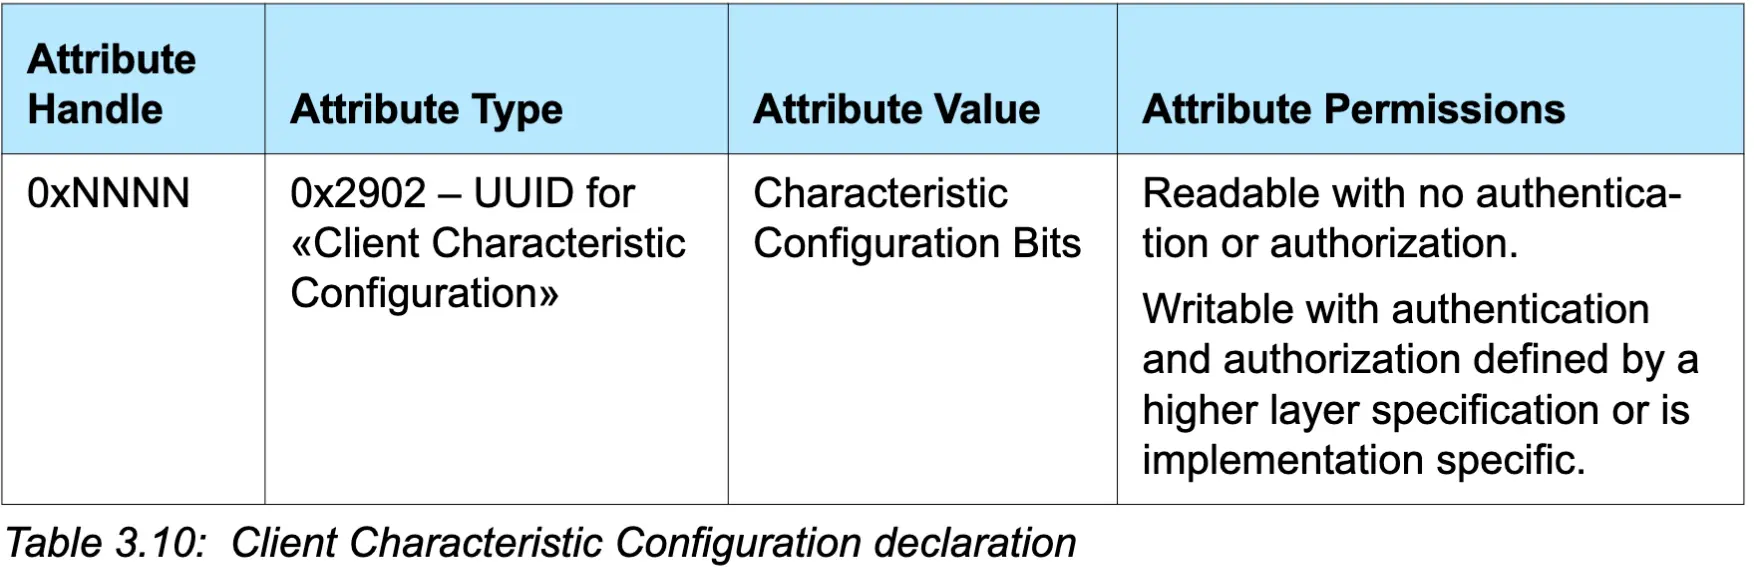 Attribute
Handle
Attribute Type
Attribute Value
Attribute Permissions
0xNNNN
0x2902 – UUID for
«Client Characteristic
Configuration»
Characteristic
Configuration Bits
Readable with no authentica-
tion or authorization.
Writable with authentication
and authorization defined by a
higher layer specification or is
implementation specific.
Table 3.10:  Client Characteristic Configuration declaration